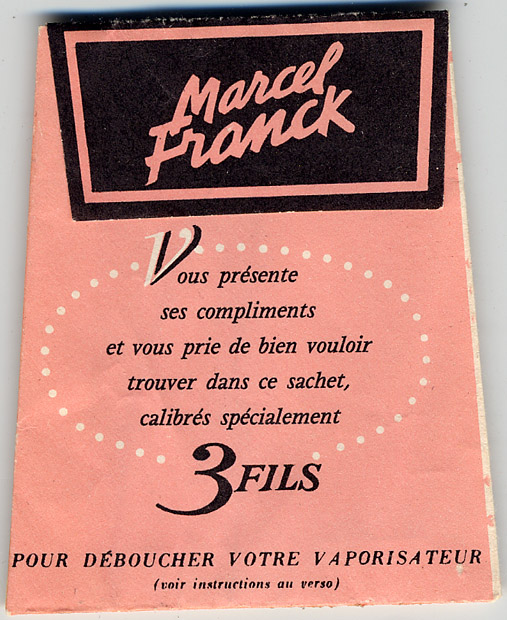 Marcel
Franck
Vous présente
ses compliments
et vous prie de bien vouloir
trouver dans ce sachet,
calibrés spécialement
3 FILS
POUR DÉBOUCHER VOTRE VAPORISATEUR
(voir instructions au verso)